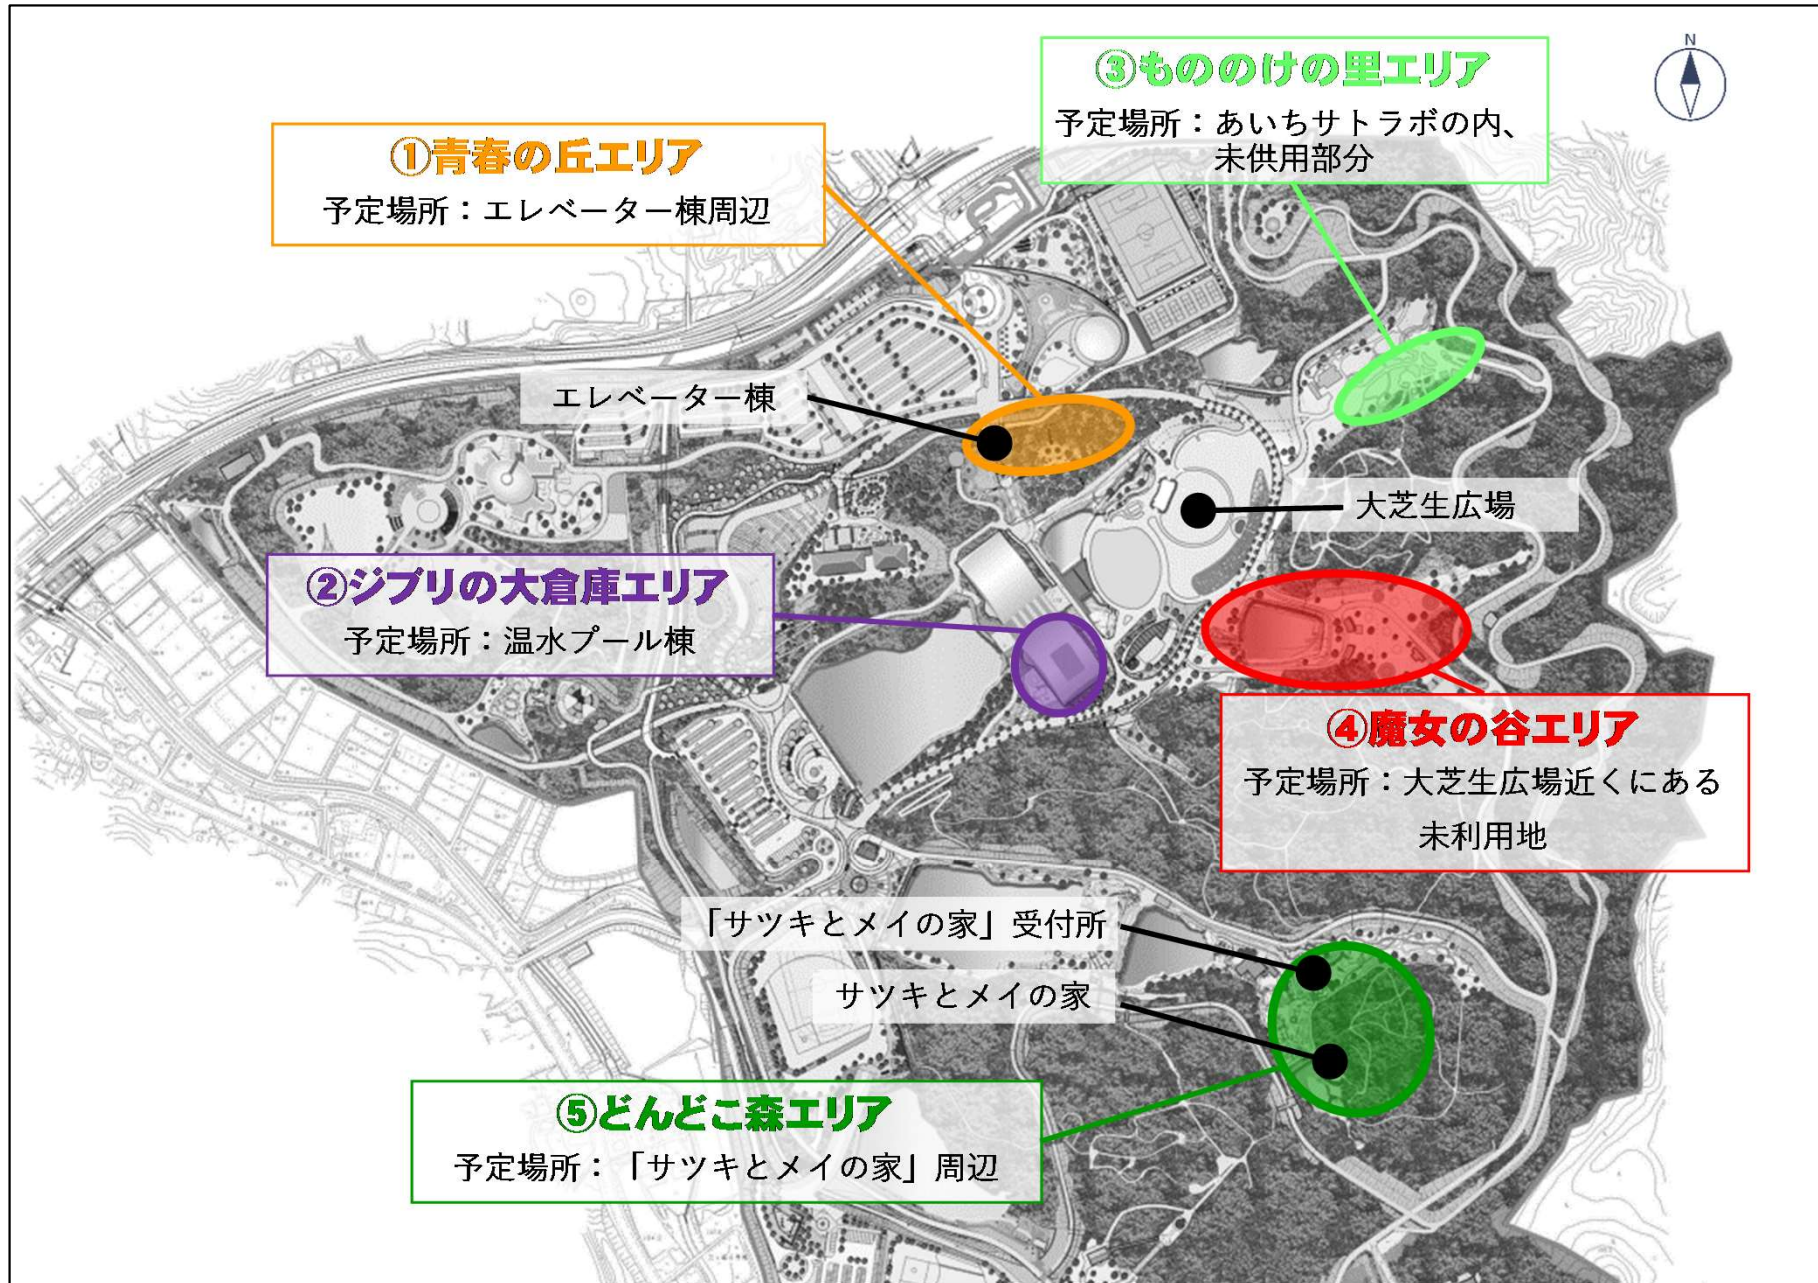 N
③もののけの里エリア
予定場所：あいちサトラボの内、
未供用部分
①青春の丘エリア
予定場所：エレベーター棟周辺
エレベーター棟
大芝生広場
②ジブリの大倉庫エリア
予定場所：温水プール棟
④魔女の谷エリア
予定場所：大芝生広場近くにある
未利用地
「サツキとメイの家」受付所
サツキとメイの家
⑤どんどこ森エリア
予定場所：「サツキとメイの家」周辺